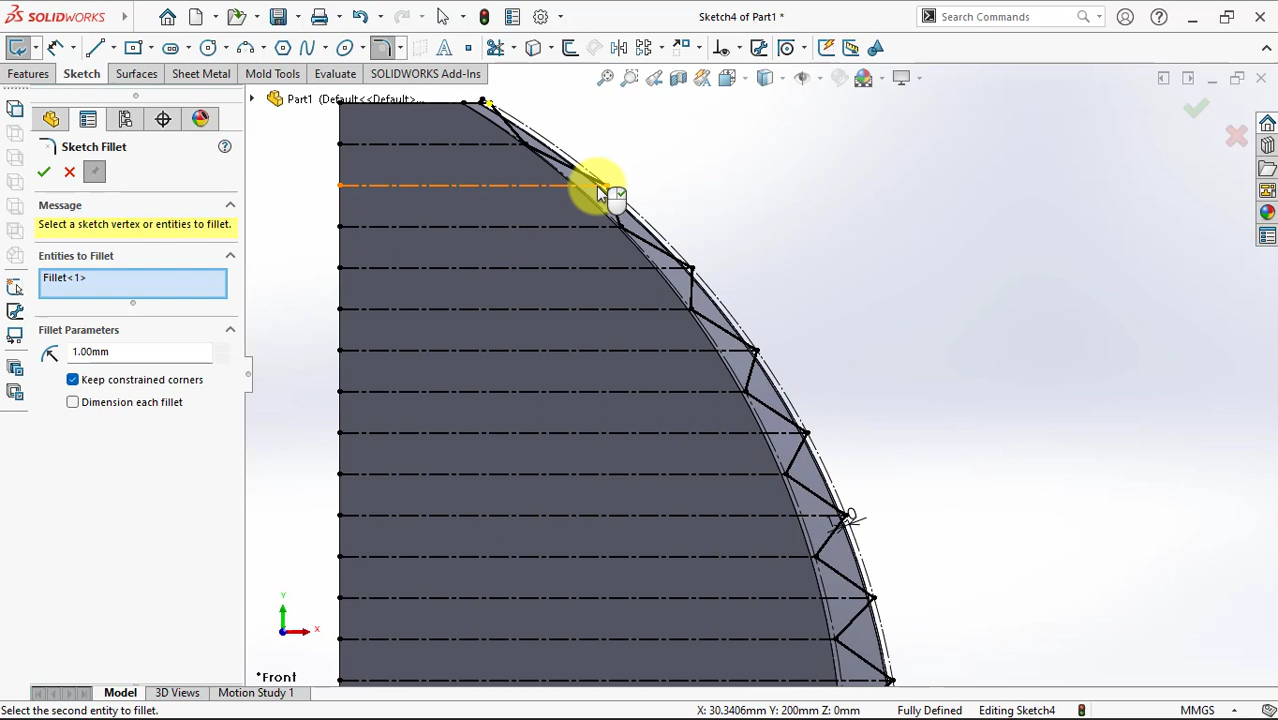 SOLIDWORKS
Sketch4 of Part1 *
Search Commands
Features
Sketch
Surfaces
Sheet Metal
Mold Tools
Evaluate
SOLIDWORKS Add-Ins
Part1 (Default<<Default>...
Sketch Fillet
Message
Select a sketch vertex or entities to fillet.
Entities to Fillet
Fillet<1>
Fillet Parameters
1.00mm
Keep constrained corners
Dimension each fillet
Y
X
*Front
Model
3D Views
Motion Study 1
Select the second entity to fillet.
X: 30.3406mm Y: 200mm Z: 0mm
Fully Defined
Editing Sketch4
MMGS